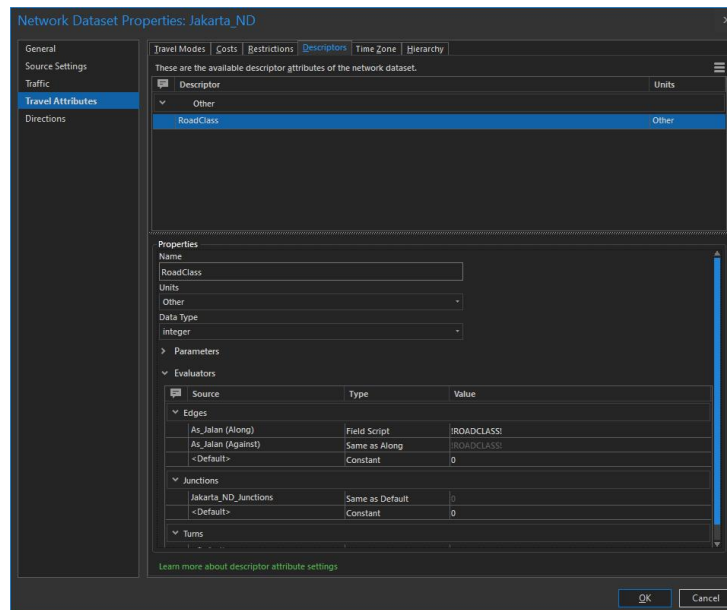 Network Dataset Properties: Jakarta_ND
General
Source Settings
Traffic
Travel Attributes
Directions
Travel Modes Costs Restrictions Descriptors Time Zone Hierarchy
These are the available descriptor attributes of the network dataset.
Descriptor Units
Other
RoadClass Other
Properties
Name
RoadClass
Units
Other
Data Type
integer
Parameters
Evaluators
Source Type Value
Edges
As_Jalan (Along) Field Script !ROADCLASS!
As_Jalan (Against) Same as Along !ROADCLASS!
<Default> Constant 0
Junctions
Jakarta_ND_Junctions Same as Default 0
<Default> Constant 0
Turns
Learn more about descriptor attribute settings
OK Cancel